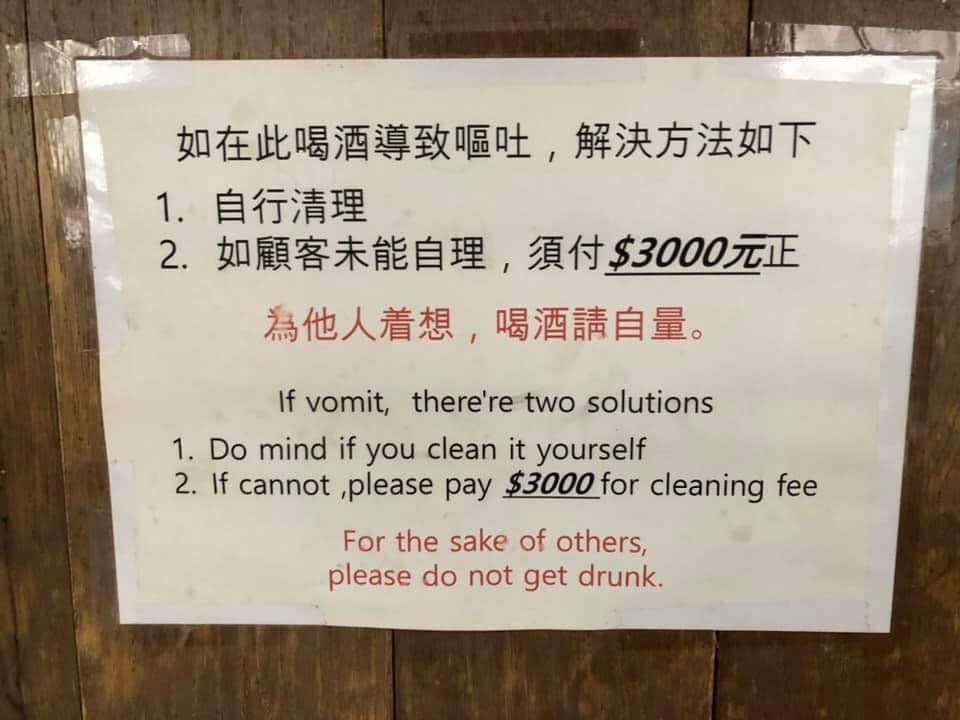 如在此喝酒導致嘔吐，解決方法如下
1. 自行清理
2. 如顧客未能自理，須付$3000元正
為他人着想，喝酒請自量。
If vomit, there're two solutions
1. Do mind if you clean it yourself
2. If cannot ,please pay $3000 for cleaning fee
For the sake of others,
please do not get drunk.